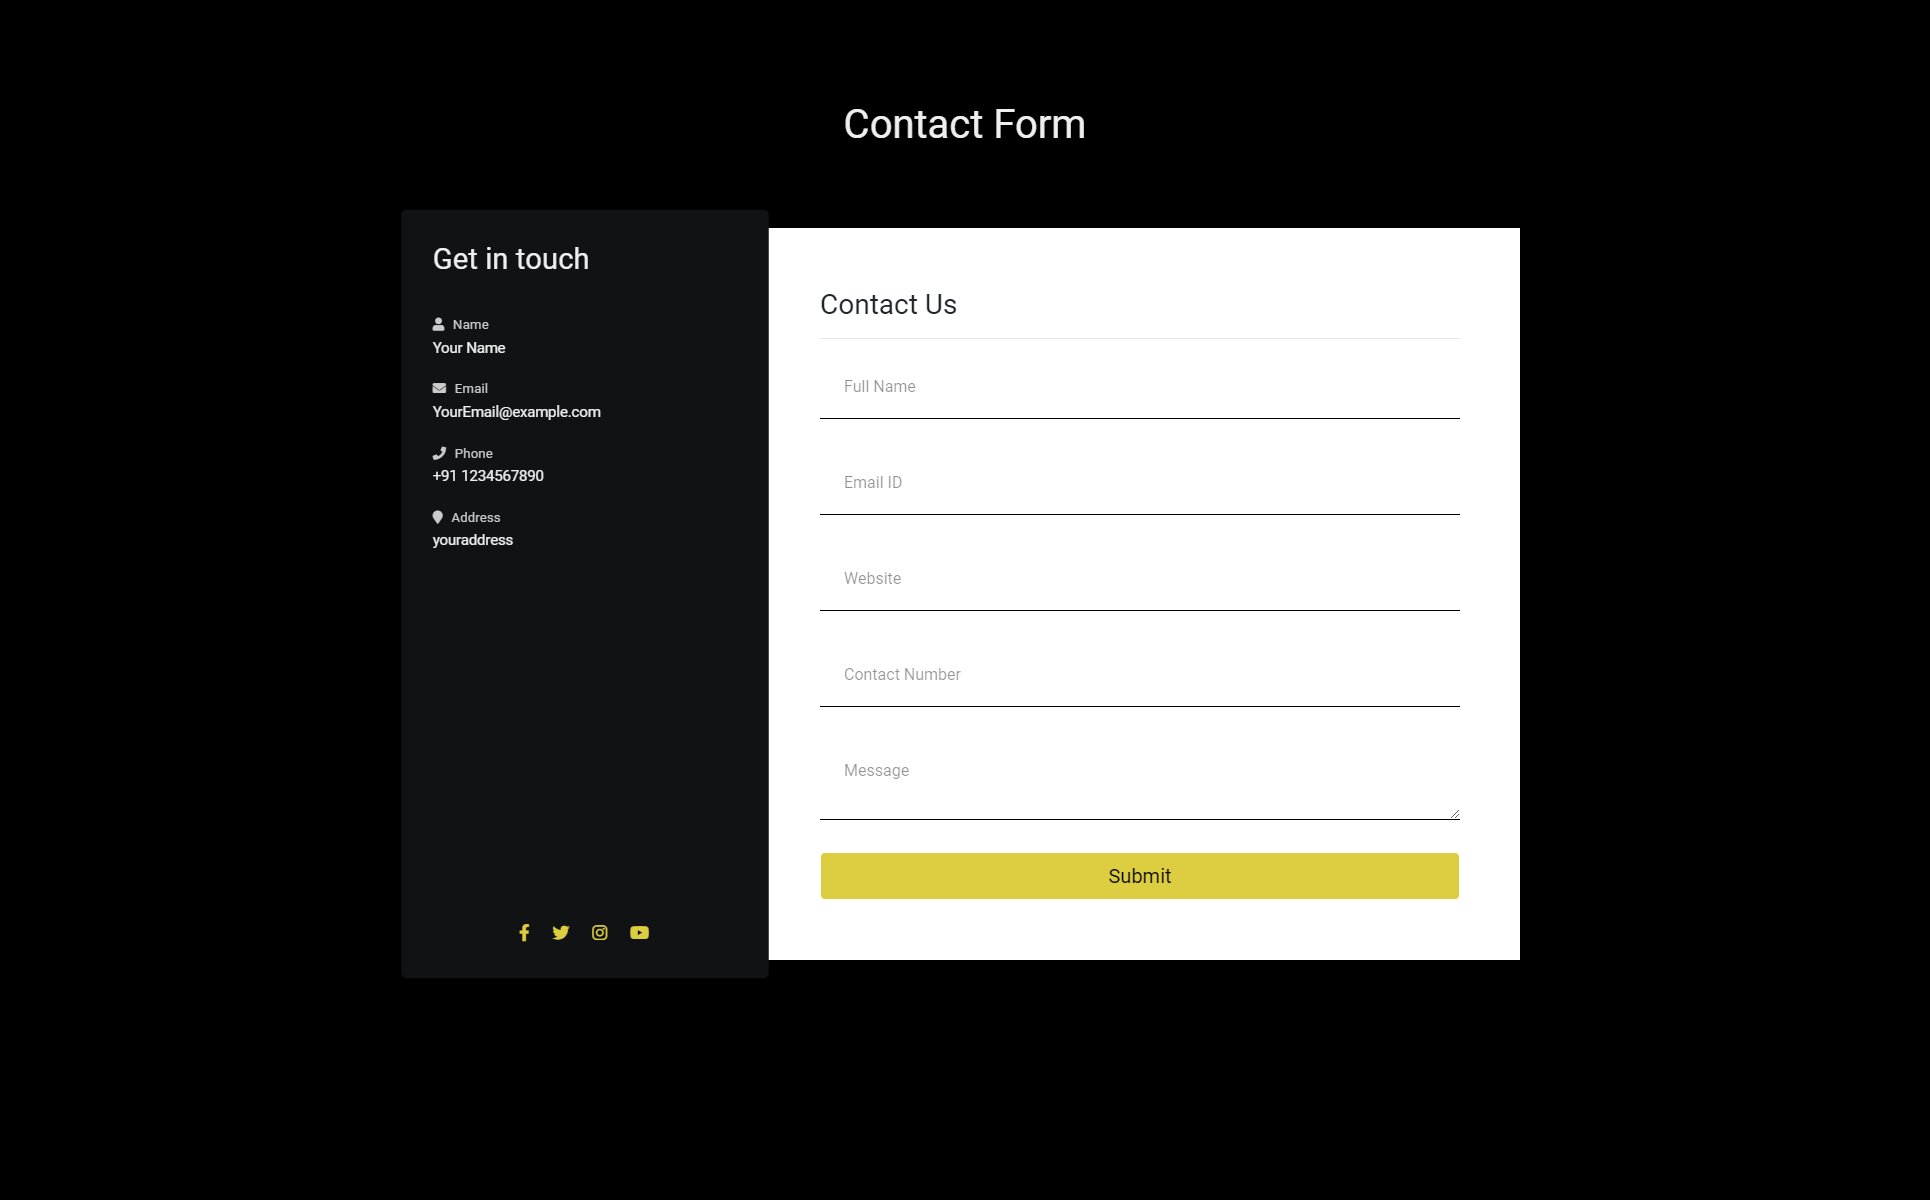 Contact Form
Get in touch
Name
Your Name
Email
YourEmail@example.com
Phone
+91 1234567890
Address
youraddress
Contact Us
Full Name
Email ID
Website
Contact Number
Message
Submit